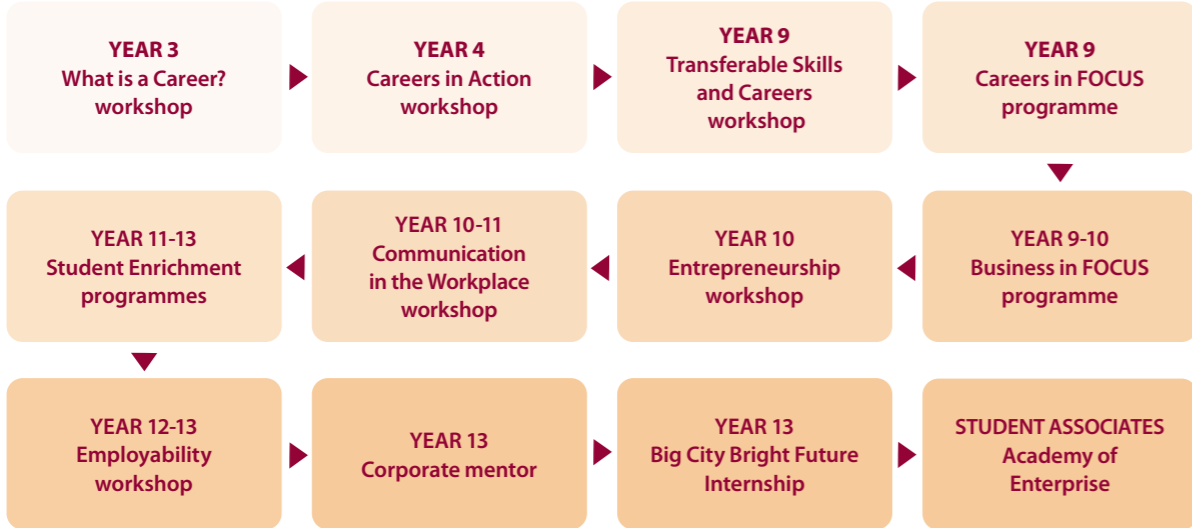 YEAR 3
What is a Career?
workshop
YEAR 4
Careers in Action
workshop
YEAR 9
Transferable Skills
and Careers
workshop
YEAR 9
Careers in FOCUS
programme
YEAR 9-10
Business in FOCUS
programme
YEAR 10
Entrepreneurship
workshop
YEAR 10-11
Communication
in the Workplace
workshop
YEAR 11-13
Student Enrichment
programmes
YEAR 12-13
Employability
workshop
YEAR 13
Corporate mentor
YEAR 13
Big City Bright Future
Internship
STUDENT ASSOCIATES
Academy of
Enterprise